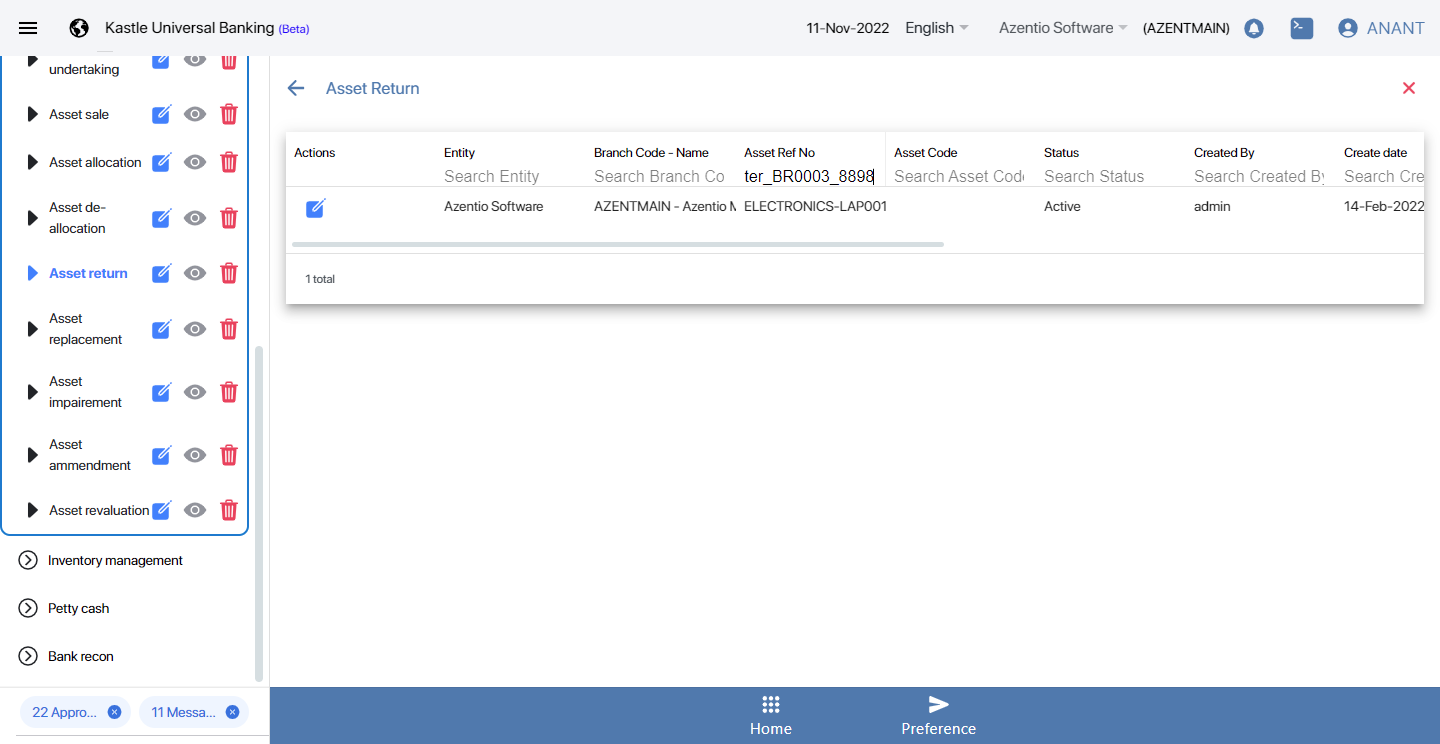 Kastle Universal Banking (Beta)
11-Nov-2022
English
Azentio Software
(AZENTMAIN)
ANANT
undertaking
Asset sale
Asset allocation
Asset de-
allocation
Asset return
Asset
replacement
Asset
impairement
Asset
ammendment
Asset revaluation
Inventory management
Petty cash
Bank recon
22 Appro...
11 Messa...
Asset Return
Actions Entity Branch Code - Name Asset Ref No Asset Code Status Created By Create date
Search Entity Search Branch Co ter_BR0003_8898 Search Asset Code Search Status Search Created By Search Cre
Azentio Software AZENTMAIN - Azentio M ELECTRONICS-LAP001 Active admin 14-Feb-2022
1 total
Home
Preference